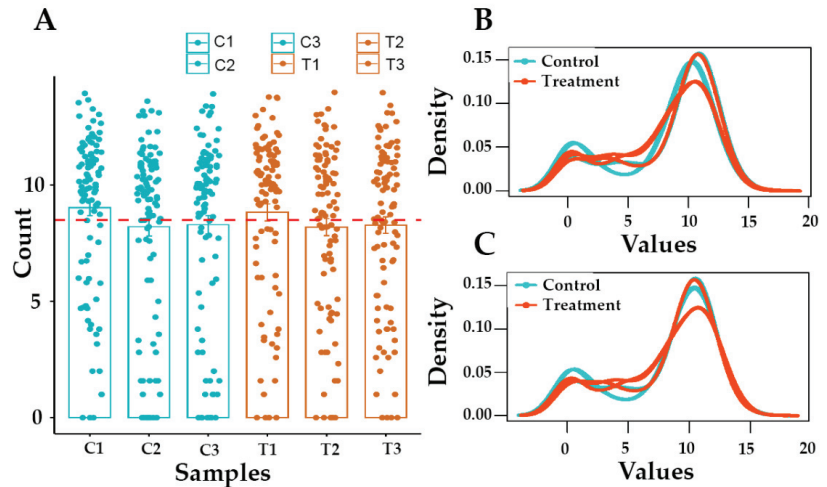 A
C1
C3
T2
C2
T1
T3
10
5
0
Count
C1
C2
C3
T1
T2
T3
Samples
B
Control
Treatment
0.15
0.10
0.05
0.00
Density
0
5
10
15
20
Values
C
Control
Treatment
0.15
0.10
0.05
0.00
Density
0
5
10
15
20
Values